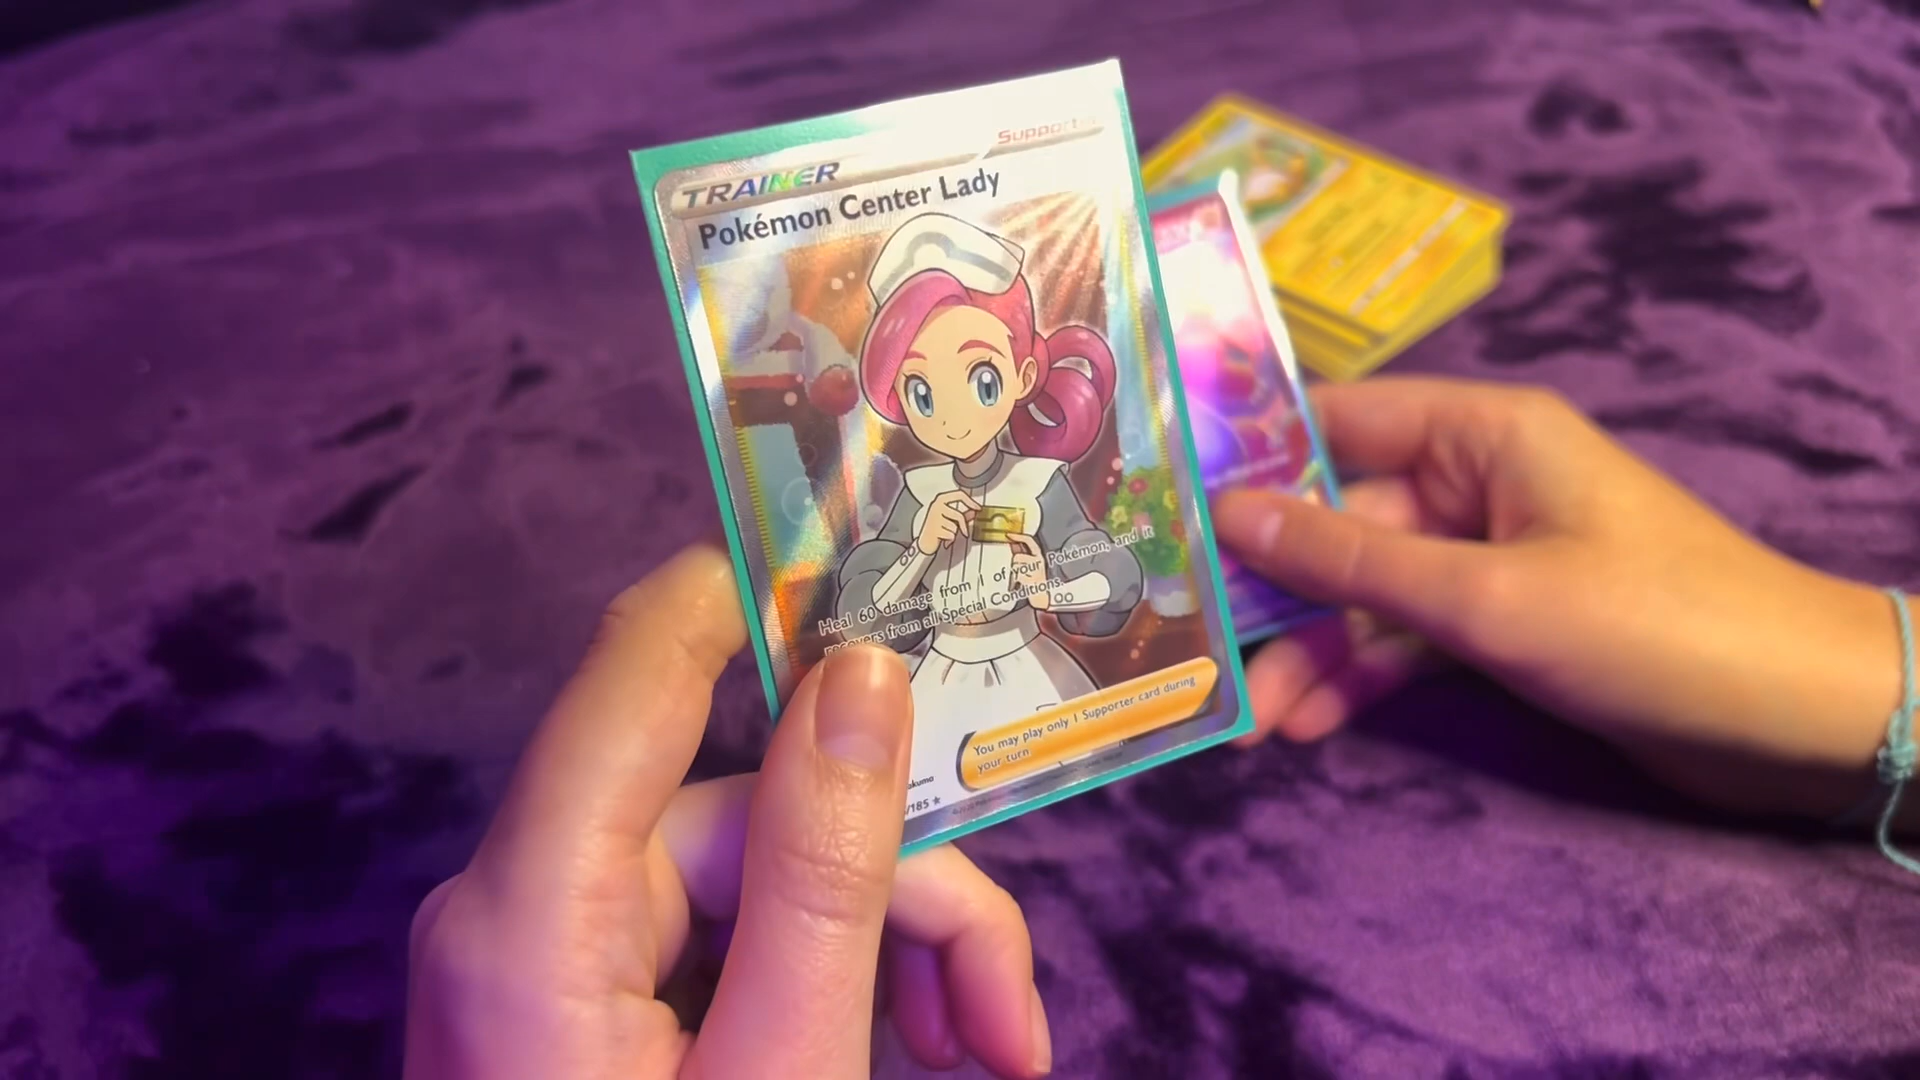 TRAINER
Supporter
Pokémon Center Lady
Heal 60 damage from 1 of your Pokémon, and it
recovers from all Special Conditions.
You may play only 1 Supporter card during
your turn
/185